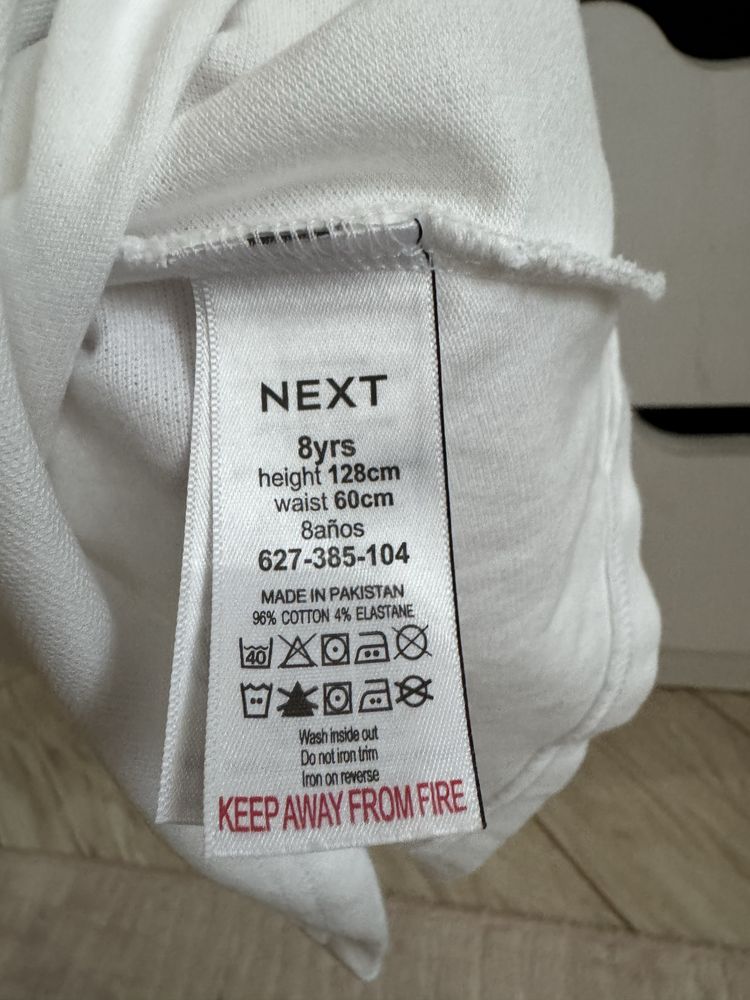 NEXT
8yrs
height 128cm
waist 60cm
8años
627-385-104
MADE IN PAKISTAN
96% COTTON 4% ELASTANE
40
Wash inside out
Do not iron trim
Iron on reverse
KEEP AWAY FROM FIRE